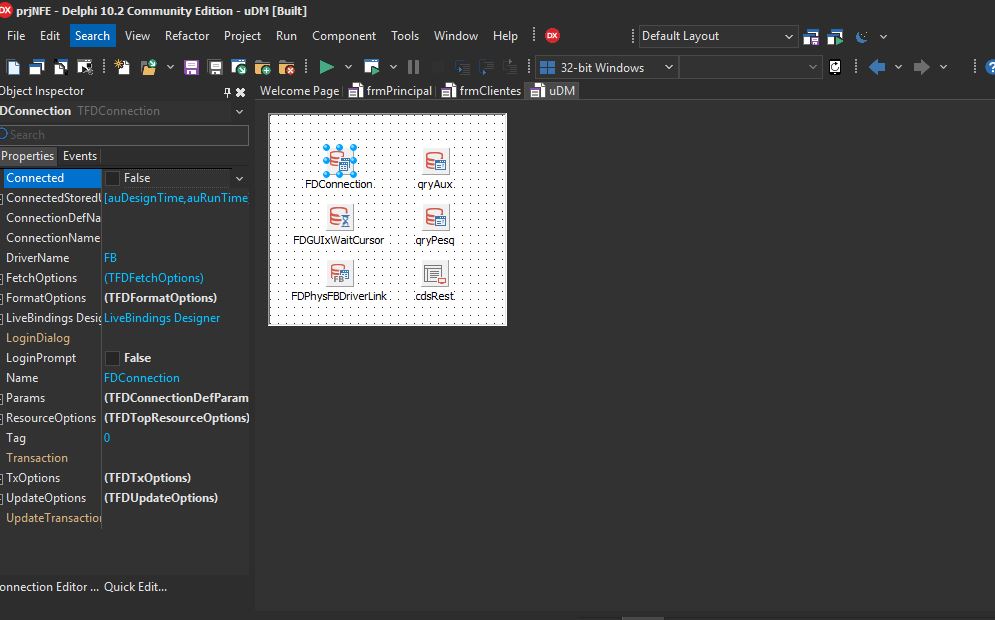 DX prjNFE - Delphi 10.2 Community Edition - uDM [Built]
File Edit Search View Refactor Project Run Component Tools Window Help DX Default Layout
32-bit Windows
Object Inspector
Welcome Page frmPrincipal frmClientes uDM
DConnection TFDConnection
Search
Properties Events
Connected False
ConnectedStoredU [auDesignTime,auRunTime
ConnectionDefNa
ConnectionName
DriverName FB
FetchOptions (TFDFetchOptions)
FormatOptions (TFDFormatOptions)
LiveBindings Desig LiveBindings Designer
LoginDialog
LoginPrompt False
Name FDConnection
Params (TFDConnectionDefParam
ResourceOptions (TFDTopResourceOptions)
Tag 0
Transaction
TxOptions (TFDTxOptions)
UpdateOptions (TFDUpdateOptions)
UpdateTransaction
onnection Editor ... Quick Edit...
FDConnection qryAux
FDGUIxWaitCursor qryPesq
FB
FDPhysFBDriverLink cdsRest